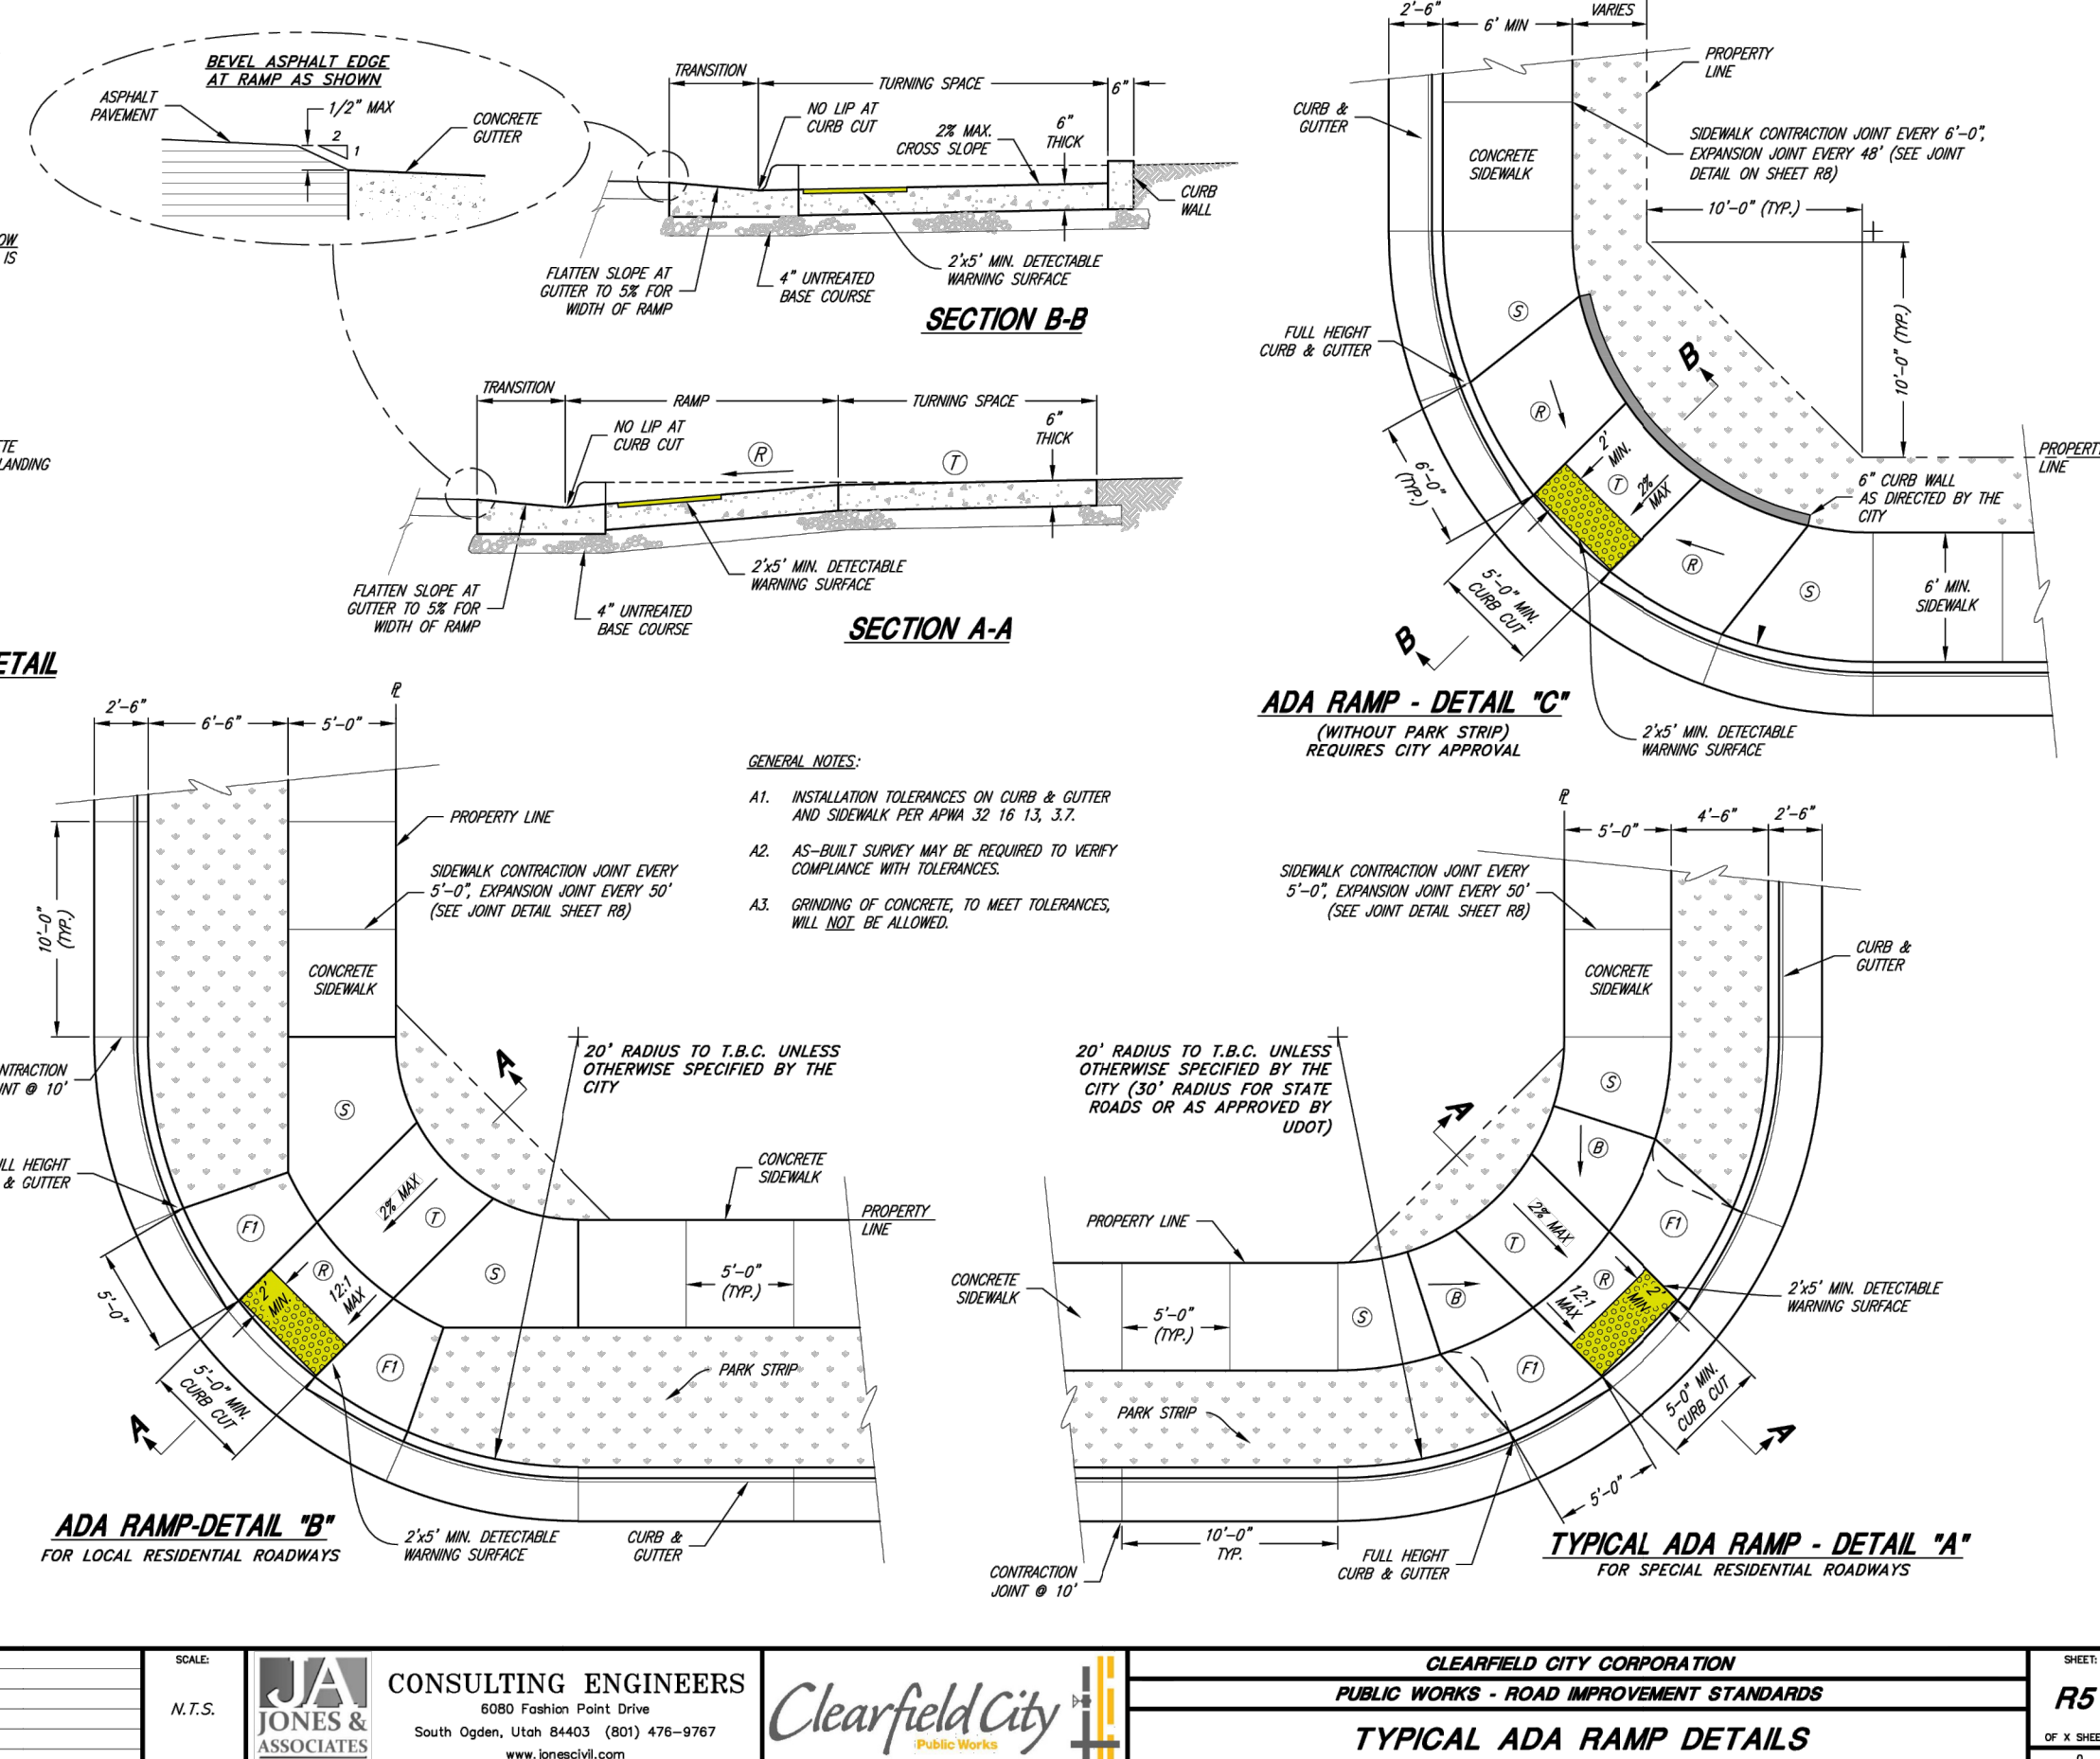 BEVEL ASPHALT EDGE
AT RAMP AS SHOWN
ASPHALT
PAVEMENT
1/2" MAX
2
1
CONCRETE
GUTTER
TRANSITION
TURNING SPACE
6"
NO LIP AT
CURB CUT
2% MAX.
CROSS SLOPE
6"
THICK
CURB
WALL
FLATTEN SLOPE AT
GUTTER TO 5% FOR
WIDTH OF RAMP
4" UNTREATED
BASE COURSE
2'x5' MIN. DETECTABLE
WARNING SURFACE
SECTION B-B
OW
IS
TRANSITION
RAMP
TURNING SPACE
NO LIP AT
CURB CUT
R
T
6"
THICK
FLATTEN SLOPE AT
GUTTER TO 5% FOR
WIDTH OF RAMP
4" UNTREATED
BASE COURSE
2'x5' MIN. DETECTABLE
WARNING SURFACE
SECTION A-A
TE
LANDING
ETAIL
2'-6"
6' MIN
VARIES
PROPERTY
LINE
CURB &
GUTTER
CONCRETE
SIDEWALK
SIDEWALK CONTRACTION JOINT EVERY 6'-0",
EXPANSION JOINT EVERY 48' (SEE JOINT
DETAIL ON SHEET R8)
10'-0" (TYP.)
10'-0" (TYP.)
S
FULL HEIGHT
CURB & GUTTER
B
R
2'
MIN.
T
2%
MAX
6'-0"
(TYP.)
PROPERT
LINE
6" CURB WALL
AS DIRECTED BY THE
CITY
R
S
6' MIN.
SIDEWALK
5'-0" MIN.
CURB CUT
B
ADA RAMP - DETAIL "C"
(WITHOUT PARK STRIP)
REQUIRES CITY APPROVAL
2'x5' MIN. DETECTABLE
WARNING SURFACE
2'-6"
6'-6"
5'-0"
PL
PROPERTY LINE
SIDEWALK CONTRACTION JOINT EVERY
5'-0", EXPANSION JOINT EVERY 50'
(SEE JOINT DETAIL SHEET R8)
10'-0"
(TYP.)
CONCRETE
SIDEWALK
NTRACTION
NT @ 10'
A
20' RADIUS TO T.B.C. UNLESS
OTHERWISE SPECIFIED BY THE
CITY
S
LL HEIGHT
& GUTTER
2% MAX
T
F1
CONCRETE
SIDEWALK
PROPERTY
LINE
R
12:1
MAX
2'
MIN.
S
5'-0"
(TYP.)
5'-0"
F1
PARK STRIP
5'-0" MIN.
CURB CUT
A
ADA RAMP-DETAIL "B"
FOR LOCAL RESIDENTIAL ROADWAYS
2'x5' MIN. DETECTABLE
WARNING SURFACE
CURB &
GUTTER
GENERAL NOTES:
A1. INSTALLATION TOLERANCES ON CURB & GUTTER
AND SIDEWALK PER APWA 32 16 13, 3.7.
A2. AS-BUILT SURVEY MAY BE REQUIRED TO VERIFY
COMPLIANCE WITH TOLERANCES.
A3. GRINDING OF CONCRETE, TO MEET TOLERANCES,
WILL NOT BE ALLOWED.
PL
5'-0"
4'-6"
2'-6"
SIDEWALK CONTRACTION JOINT EVERY
5'-0", EXPANSION JOINT EVERY 50'
(SEE JOINT DETAIL SHEET R8)
CURB &
GUTTER
CONCRETE
SIDEWALK
20' RADIUS TO T.B.C. UNLESS
OTHERWISE SPECIFIED BY THE
CITY (30' RADIUS FOR STATE
ROADS OR AS APPROVED BY
UDOT)
A
S
B
F1
PROPERTY LINE
2% MAX
T
R
12:1
MAX
2'
MIN.
2'x5' MIN. DETECTABLE
WARNING SURFACE
CONCRETE
SIDEWALK
5'-0"
(TYP.)
B
S
F1
PARK STRIP
5-0" MIN.
CURB CUT
A
5'-0"
10'-0"
TYP.
CONTRACTION
JOINT @ 10'
FULL HEIGHT
CURB & GUTTER
TYPICAL ADA RAMP - DETAIL "A"
FOR SPECIAL RESIDENTIAL ROADWAYS
SCALE:
N.T.S.
JA
JONES &
ASSOCIATES
CONSULTING ENGINEERS
6080 Fashion Point Drive
South Ogden, Utah 84403 (801) 476-9767
www.jonescivil.com
Clearfield City
Public Works
CLEARFIELD CITY CORPORATION
PUBLIC WORKS - ROAD IMPROVEMENT STANDARDS
TYPICAL ADA RAMP DETAILS
SHEET:
R5
OF X SHEE